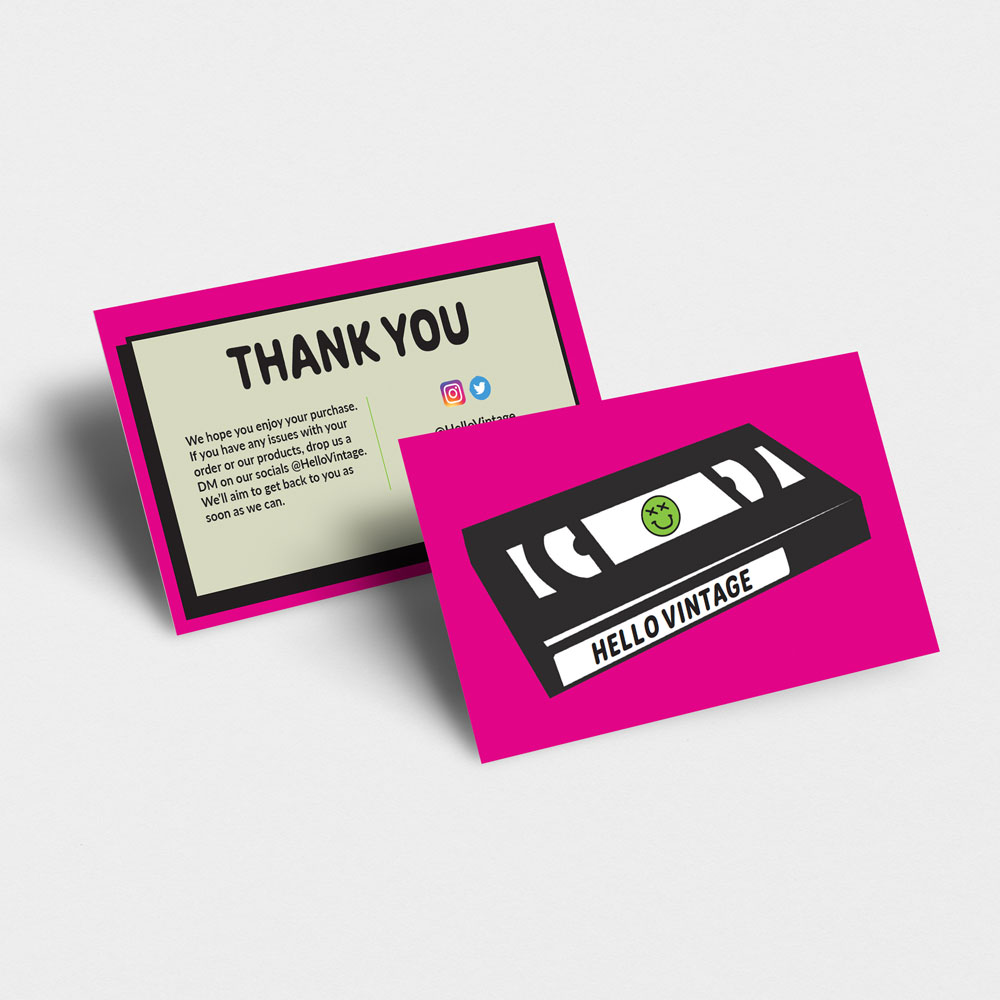 THANK YOU
We hope you enjoy your purchase.
If you have any issues with your
order or our products, drop us a
DM on our socials @HelloVintage.
We'll aim to get back to you as
soon as we can.
@HelloVintage
HELLO VINTAGE